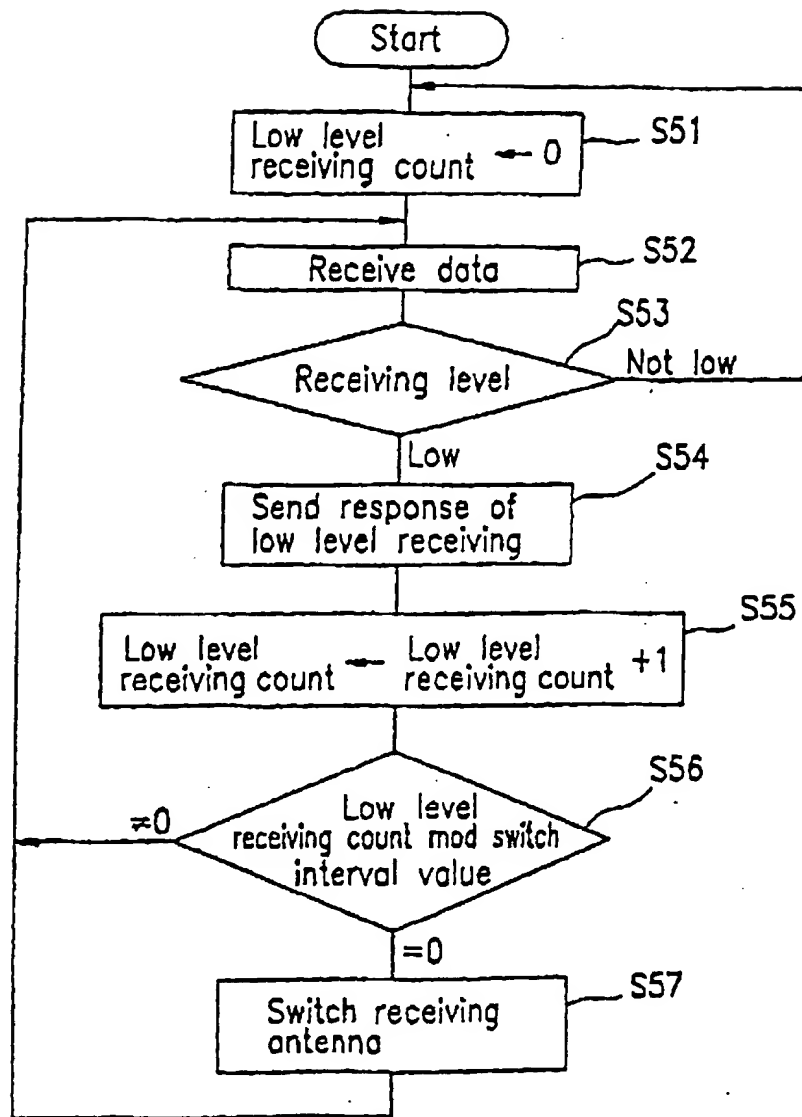 Start
Low level
receiving count ← 0
S51
Receive data
S52
S53
Receiving level
Not low
Low
S54
Send response of
low level receiving
S55
Low level
receiving count ← Low level
receiving count +1
S56
≠0
Low level
receiving count mod switch
interval value
=0
S57
Switch receiving
antenna